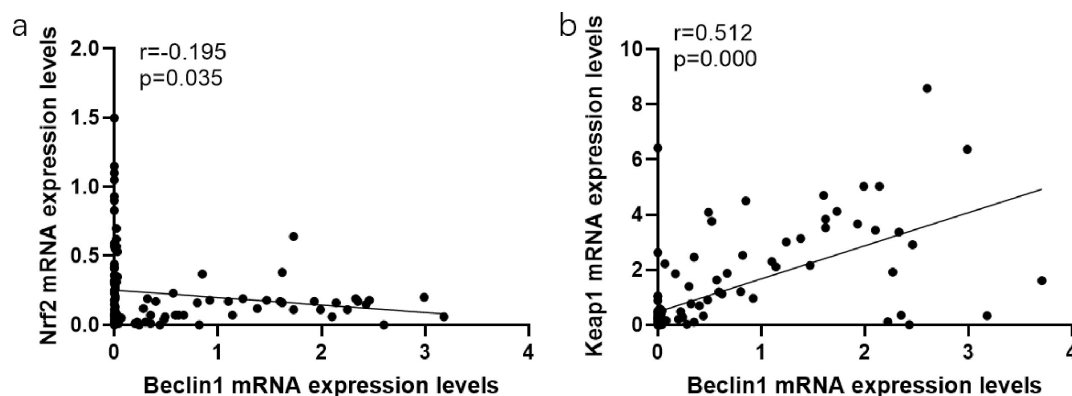 a
r=-0.195
p=0.035
Nrf2 mRNA expression levels
2.0
1.5
1.0
0.5
0.0
0 1 2 3 4
Beclin1 mRNA expression levels
b
r=0.512
p=0.000
Keap1 mRNA expression levels
10
8
6
4
2
0
0 1 2 3 4
Beclin1 mRNA expression levels